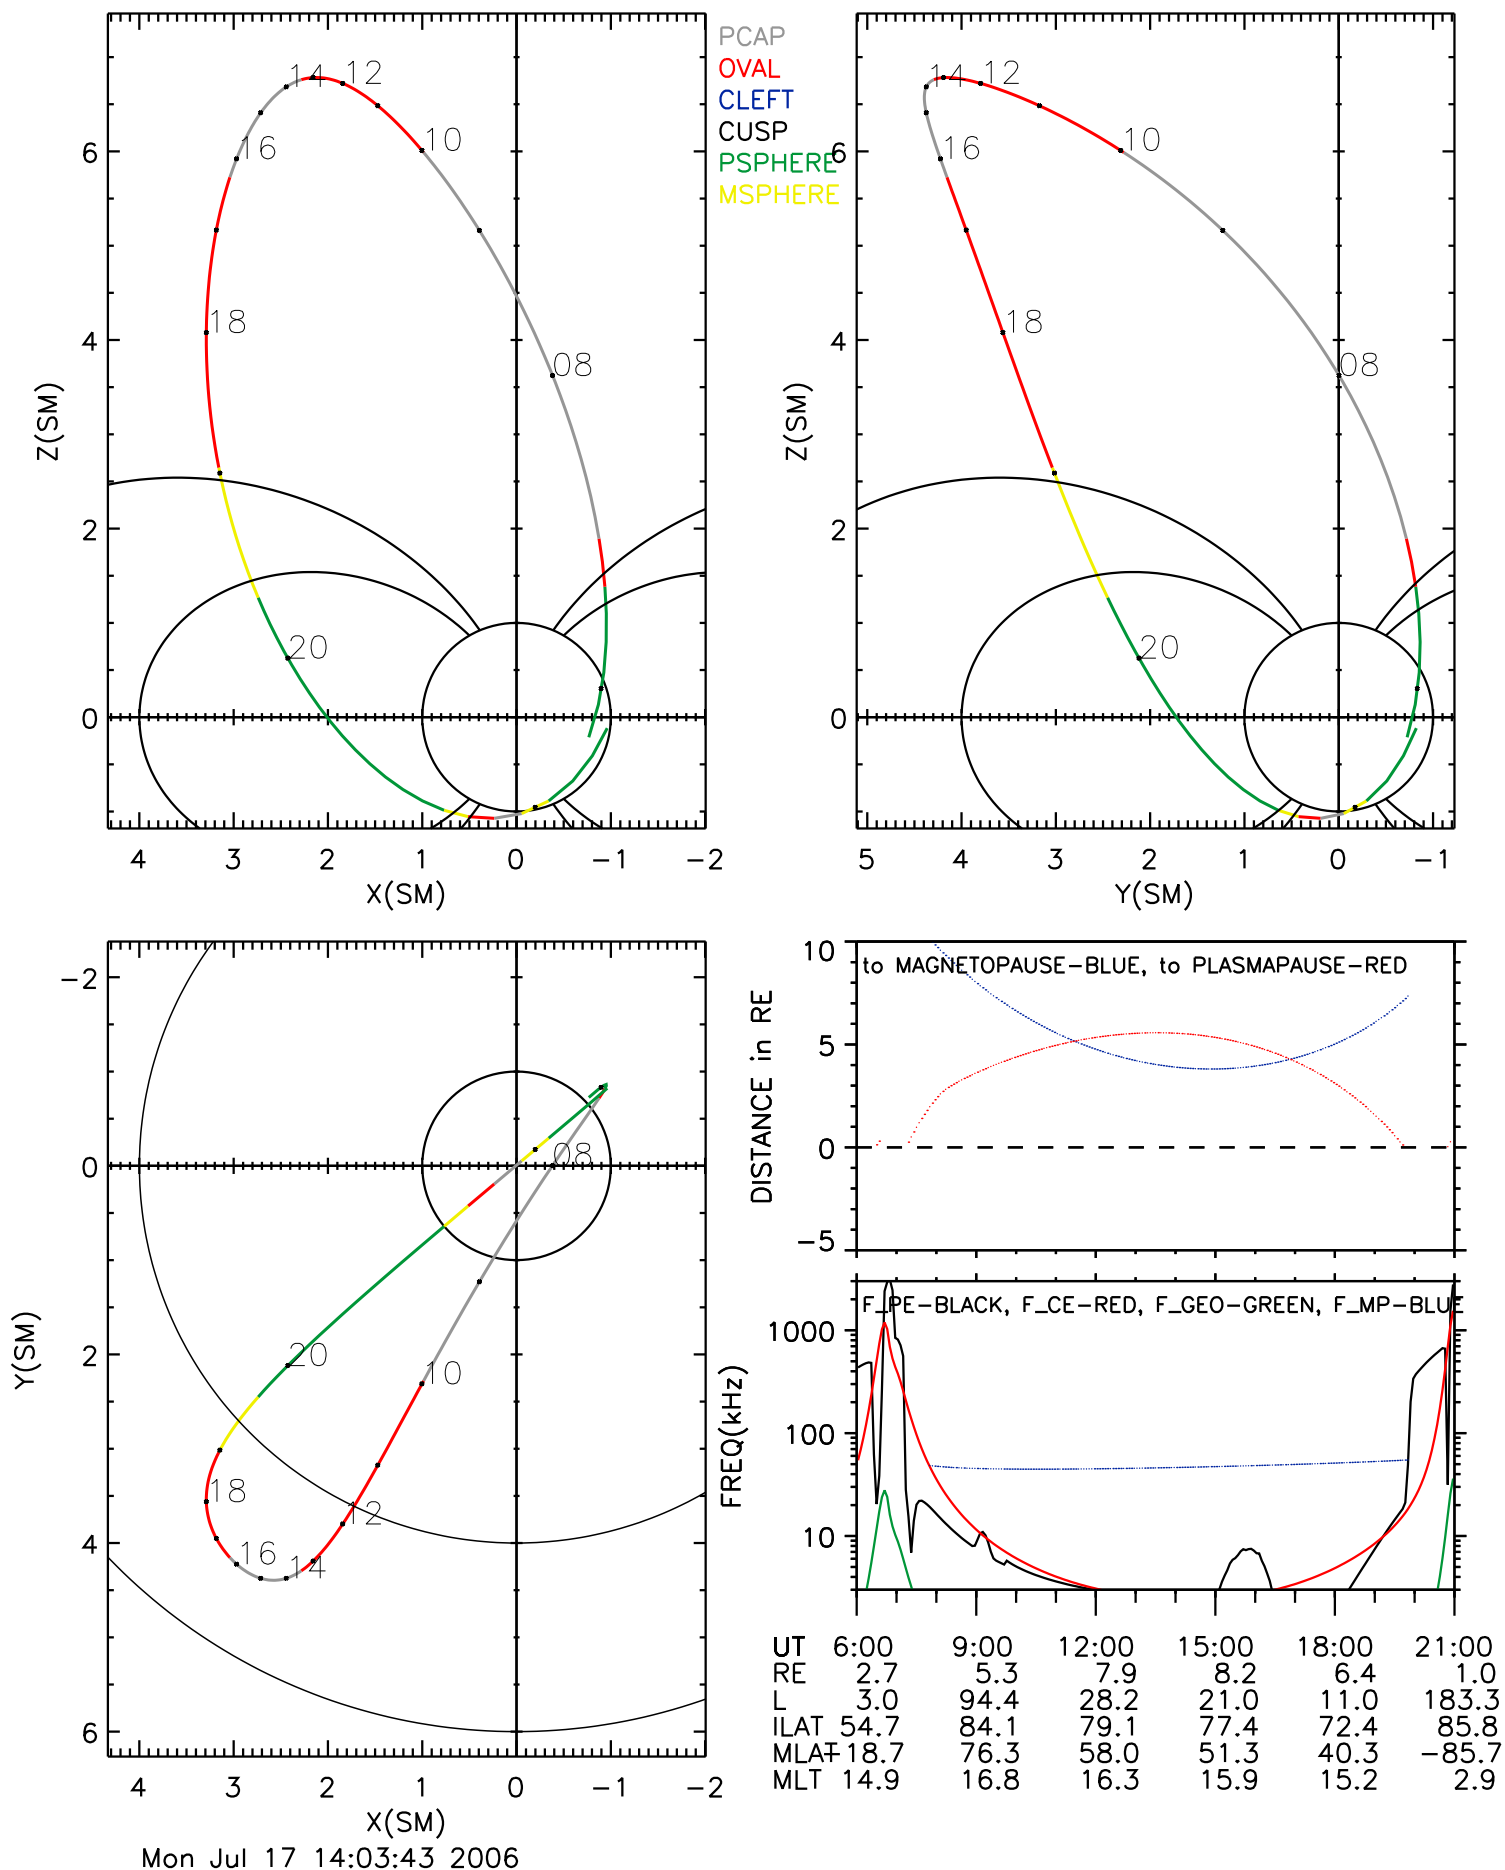 PCAP
OVAL
CLEFT
CUSP
PSPHERE
MSPHERE
14 12
10
16
18
08
20
6
4
2
0
Z(SM)
4 3 2 1 0 −1 −2
X(SM)
14 12
10
16
18
08
20
6
4
2
0
Z(SM)
5 4 3 2 1 0 −1
Y(SM)
08
20
10
18
12
16
14
−2
0
2
4
6
Y(SM)
4 3 2 1 0 −1 −2
X(SM)
to MAGNETOPAUSE−BLUE, to PLASMAPAUSE−RED
10
5
0
−5
DISTANCE in RE
F_PE−BLACK, F_CE−RED, F_GEO−GREEN, F_MP−BLUE
1000
100
10
FREQ(kHz)
UT 6:00 9:00 12:00 15:00 18:00 21:00
RE 2.7 5.3 7.9 8.2 6.4 1.0
L 3.0 94.4 28.2 21.0 11.0 183.3
ILAT 54.7 84.1 79.1 77.4 72.4 85.8
MLAT −18.7 76.3 58.0 51.3 40.3 −85.7
MLT 14.9 16.8 16.3 15.9 15.2 2.9
Mon Jul 17 14:03:43 2006